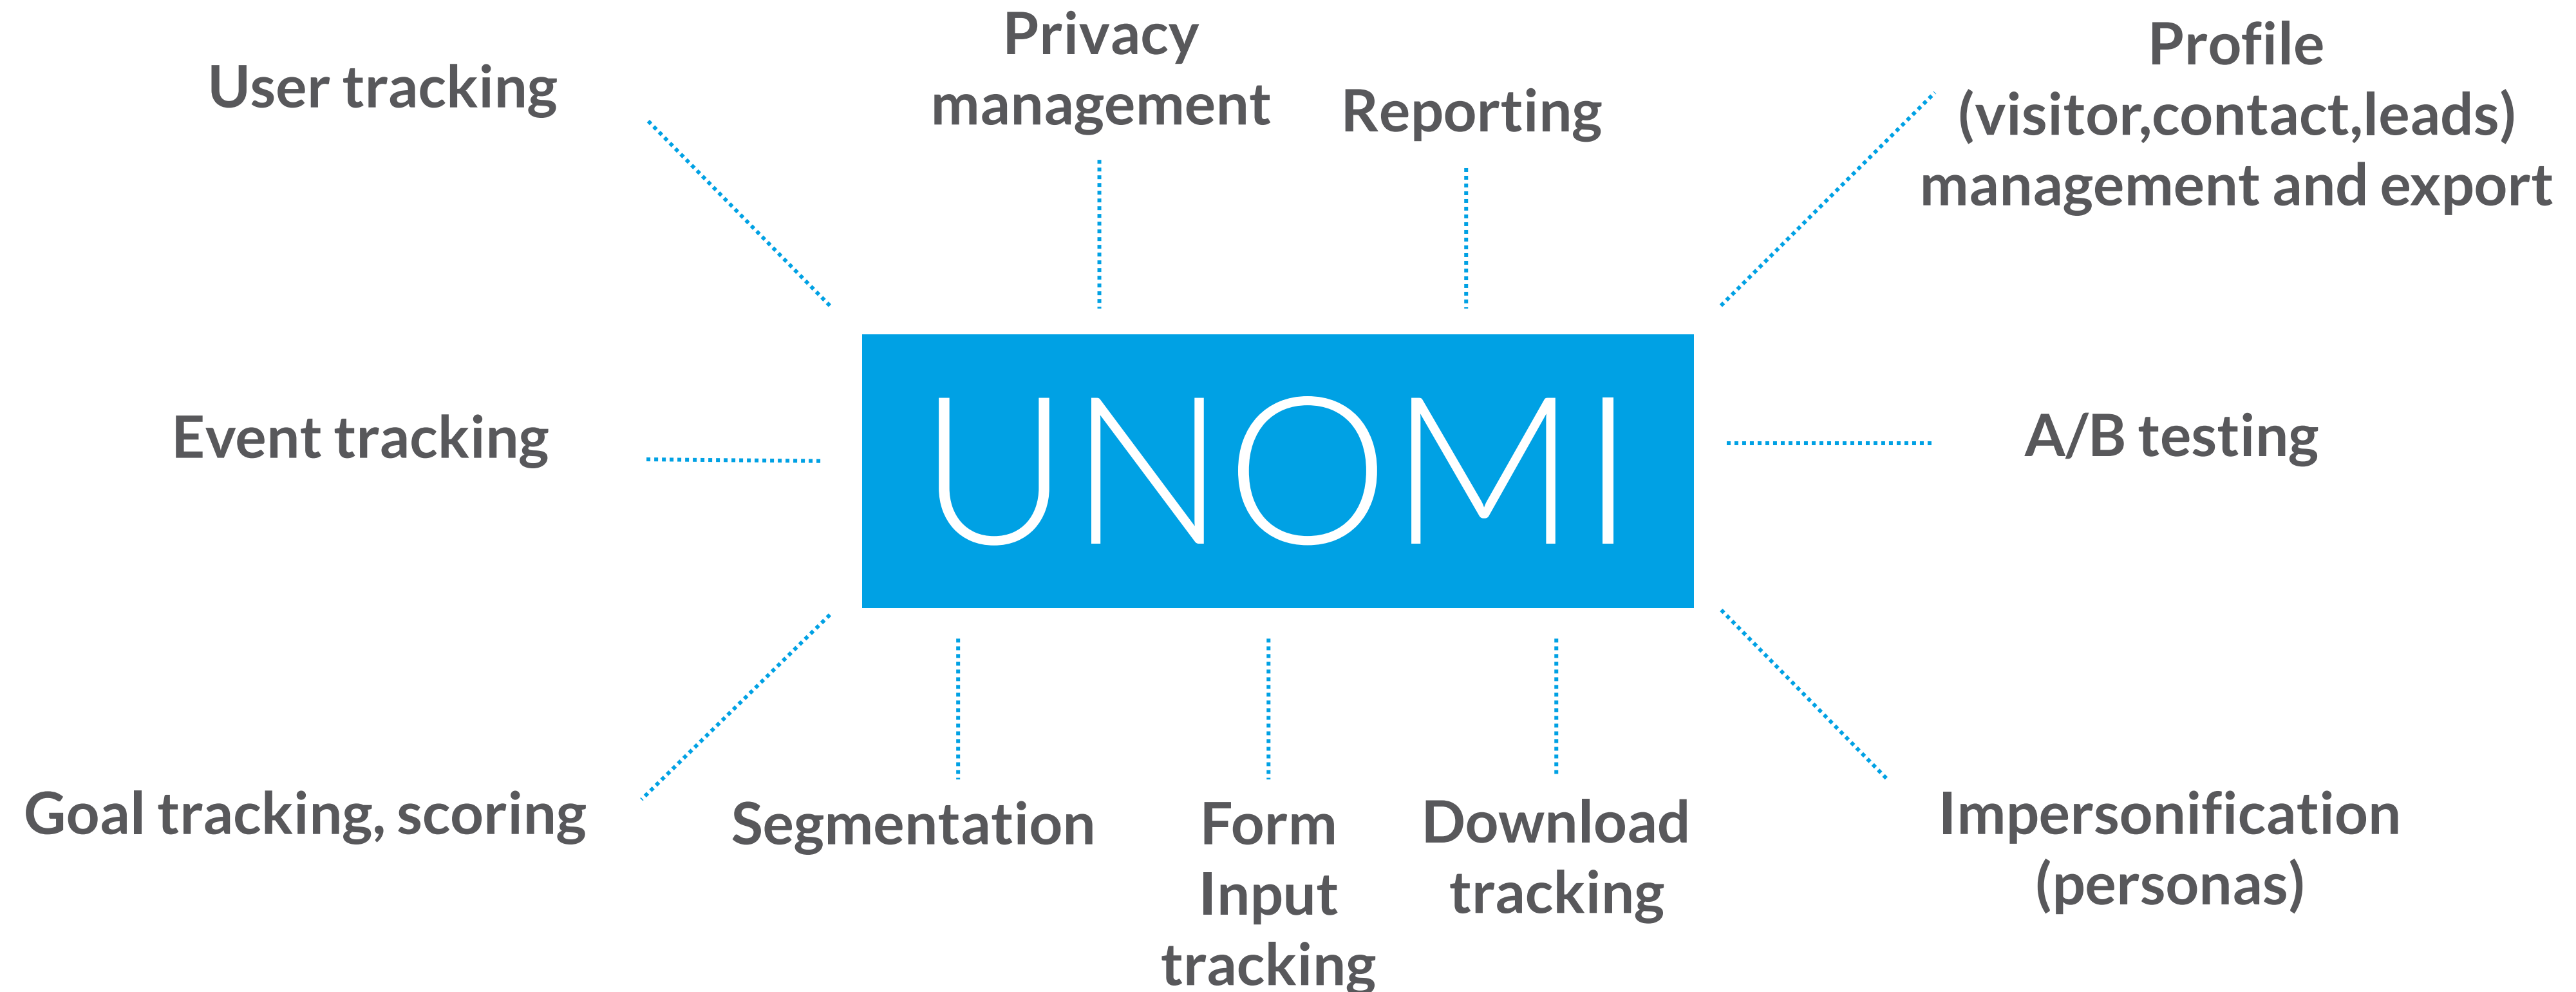 User tracking
Privacy
management
Reporting
Profile
(visitor,contact,leads)
management and export
Event tracking
UNOMI
A/B testing
Goal tracking, scoring
Segmentation
Form
Input
tracking
Download
tracking
Impersonification
(personas)